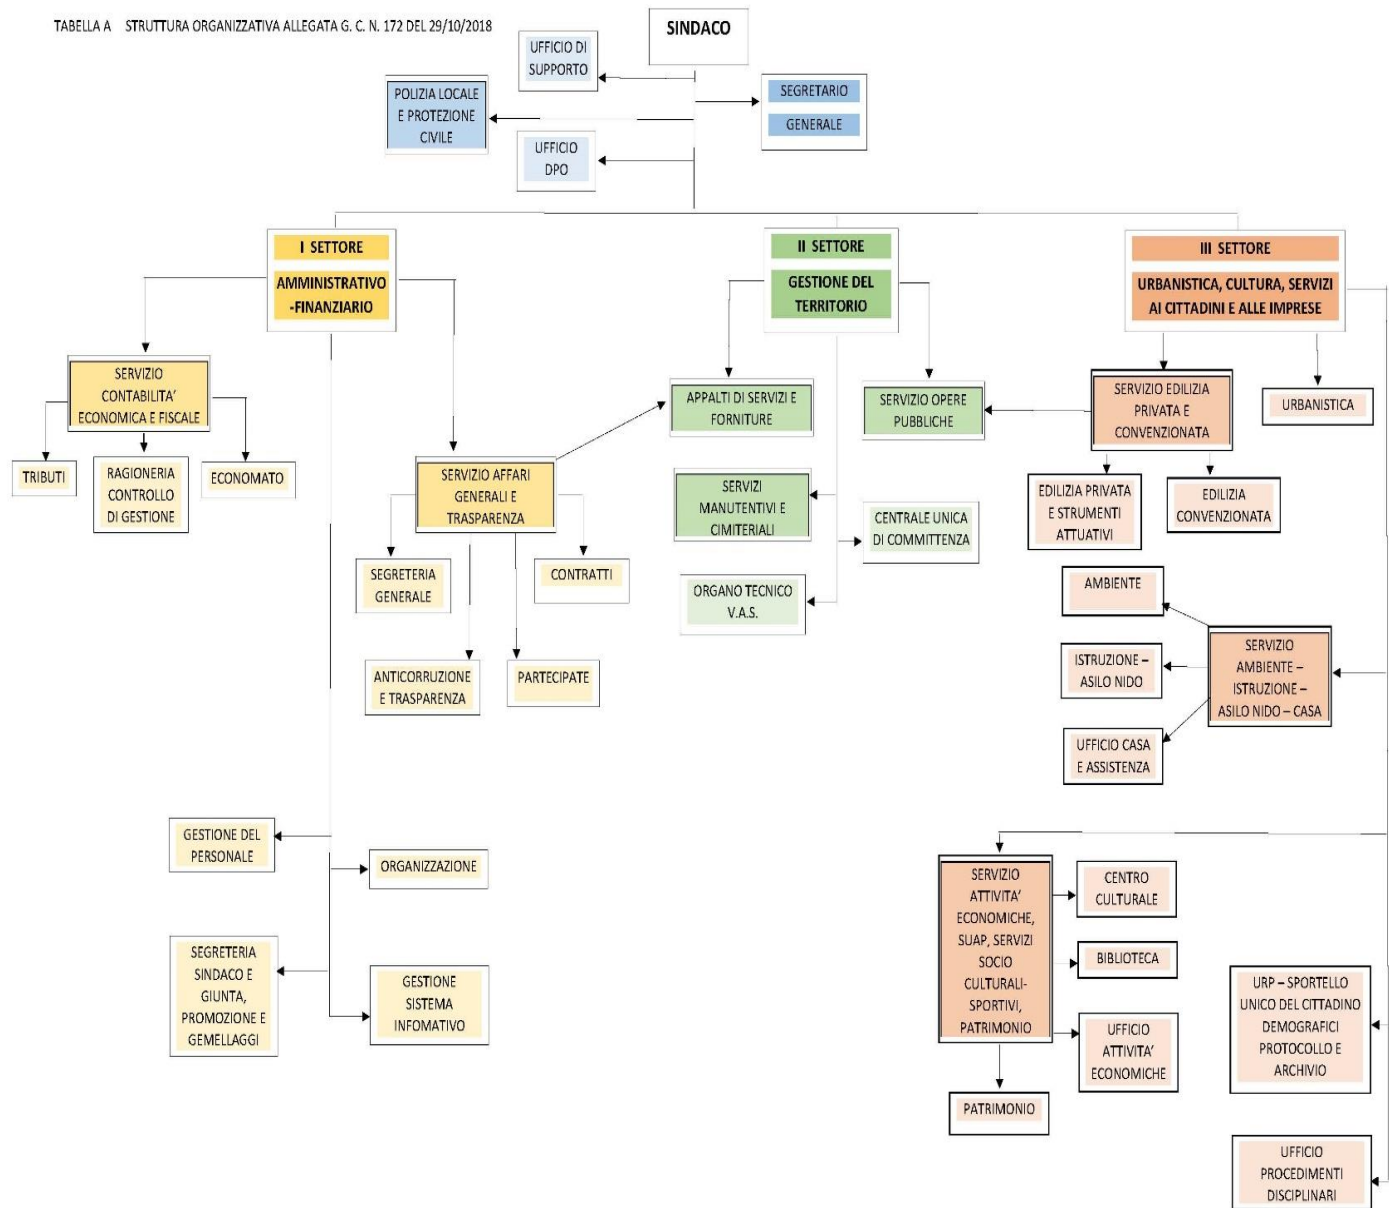 TABELLA A STRUTTURA ORGANIZZATIVA ALLEGATA G. C. N. 172 DEL 29/10/2018
SINDACO
UFFICIO DI
SUPPORTO
POLIZIA LOCALE
E PROTEZIONE
CIVILE
SEGRETARIO
GENERALE
UFFICIO
DPO
I SETTORE
AMMINISTRATIVO
-FINANZIARIO
II SETTORE
GESTIONE DEL
TERRITORIO
III SETTORE
URBANISTICA, CULTURA, SERVIZI
AI CITTADINI E ALLE IMPRESE
SERVIZIO
CONTABILITA’
ECONOMICA E FISCALE
TRIBUTI
RAGIONERIA
CONTROLLO
DI GESTIONE
ECONOMATO
SERVIZIO AFFARI
GENERALI E
TRASPARENZA
SEGRETERIA
GENERALE
CONTRATTI
ANTICORRUZIONE
E TRASPARENZA
PARTECIPATE
APPALTI DI SERVIZI E
FORNITURE
SERVIZIO OPERE
PUBBLICHE
SERVIZI
MANUTENTIVI E
CIMITERIALI
CENTRALE UNICA
DI COMMITTENZA
ORGANO TECNICO
V.A.S.
SERVIZIO EDILIZIA
PRIVATA E
CONVENZIONATA
URBANISTICA
EDILIZIA PRIVATA
E STRUMENTI
ATTUATIVI
EDILIZIA
CONVENZIONATA
AMBIENTE
ISTRUZIONE –
ASILO NIDO
UFFICIO CASA
E ASSISTENZA
SERVIZIO
AMBIENTE –
ISTRUZIONE –
ASILO NIDO – CASA
GESTIONE DEL
PERSONALE
ORGANIZZAZIONE
SEGRETERIA
SINDACO E
GIUNTA,
PROMOZIONE E
GEMELLAGGI
GESTIONE
SISTEMA
INFOMATIVO
SERVIZIO
ATTIVITA’
ECONOMICHE,
SUAP, SERVIZI
SOCIO
CULTURALI-
SPORTIVI,
PATRIMONIO
CENTRO
CULTURALE
BIBLIOTECA
UFFICIO
ATTIVITA’
ECONOMICHE
PATRIMONIO
URP – SPORTELLO
UNICO DEL CITTADINO
DEMOGRAFICI
PROTOCOLLO E
ARCHIVIO
UFFICIO
PROCEDIMENTI
DISCIPLINARI